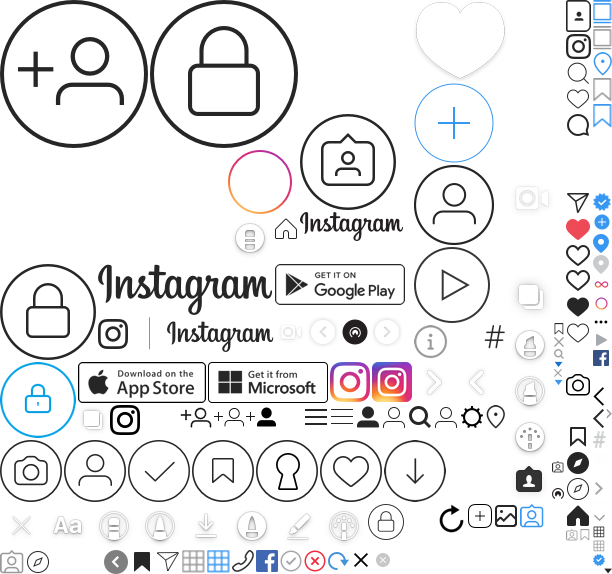 Instagram
Instagram
GET IT ON
Google Play
Instagram
Download on the
App Store
Get it from
Microsoft
Aa